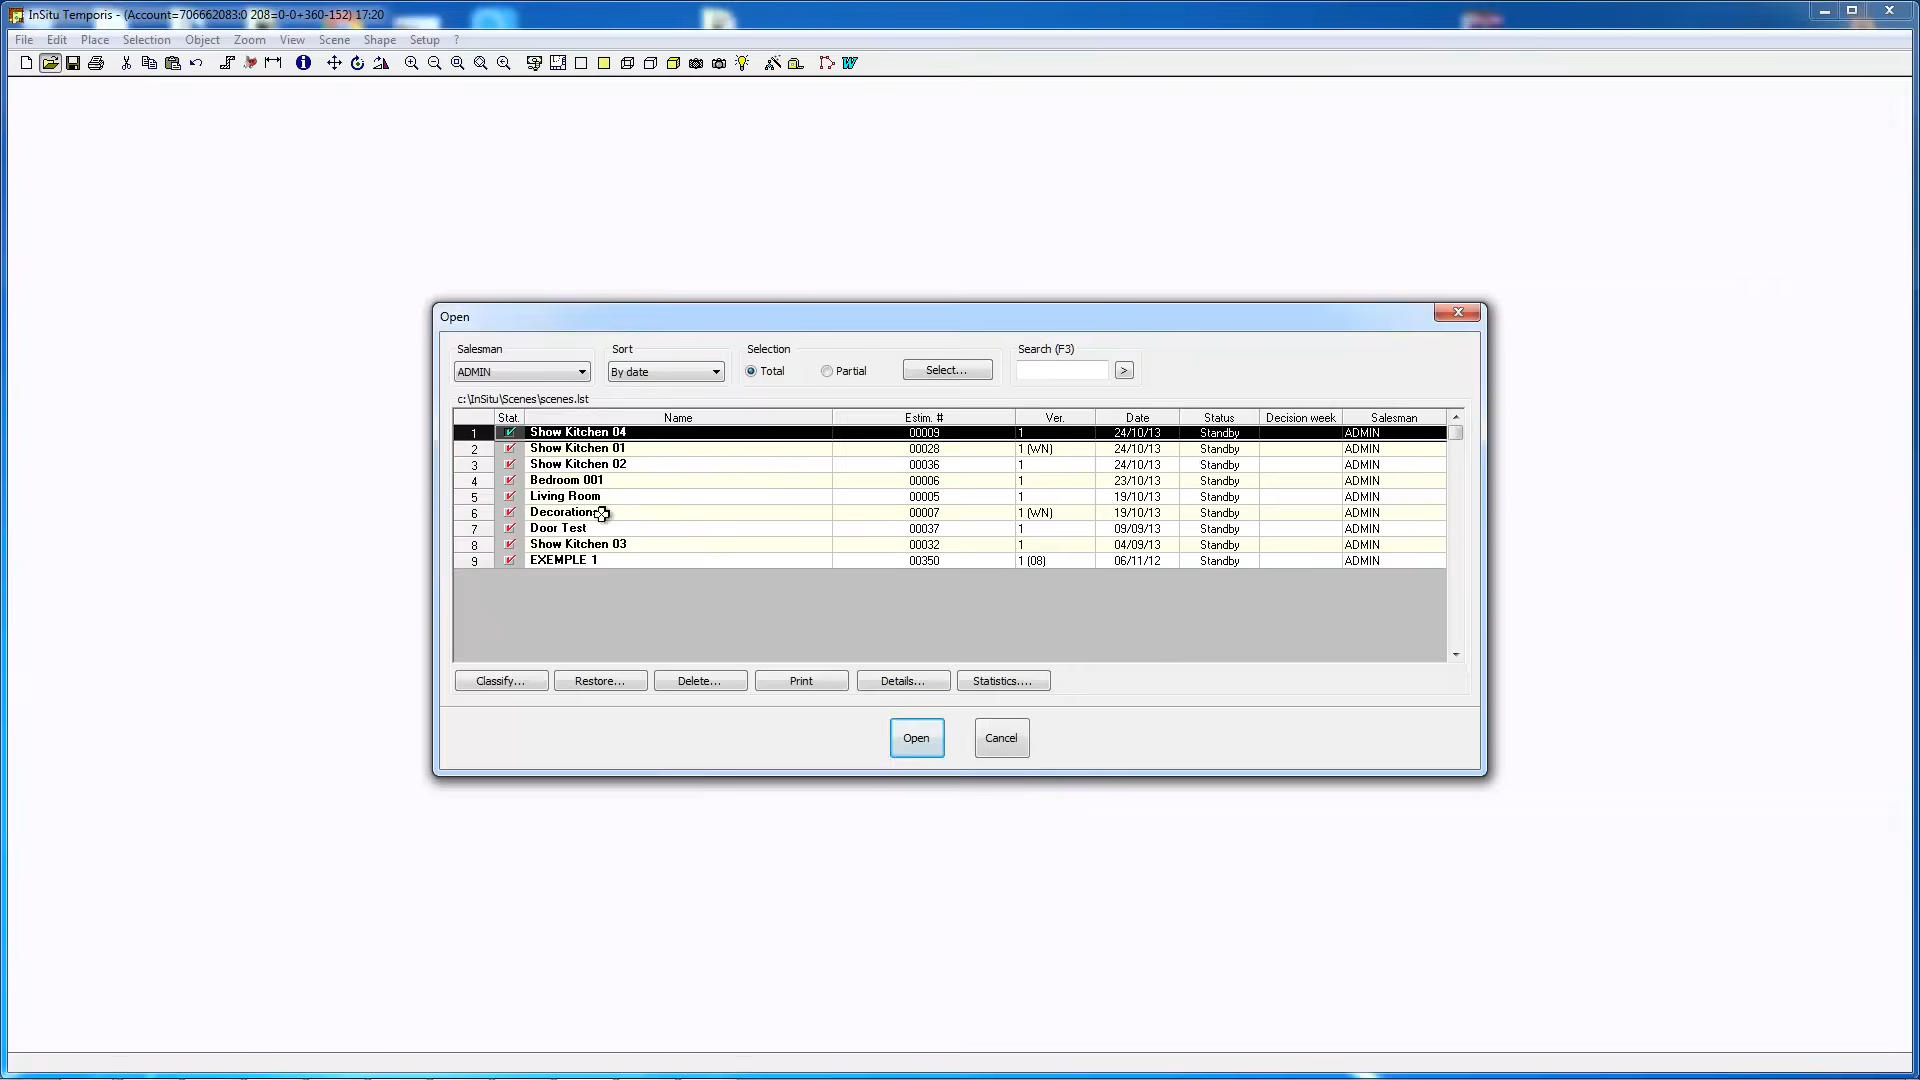 InSitu Temporis - (Account=706662083:0 208=0-0+360-152) 17:20
File Edit Place Selection Object Zoom View Scene Shape Setup ?
Open
Salesman Sort Selection Search (F3)
ADMIN By date Total Partial Select... >
c:\InSitu\Scenes\scenes.lst
Stat. Name Estim. # Ver. Date Status Decision week Salesman
1 Show Kitchen 04 00009 1 24/10/13 Standby ADMIN
2 Show Kitchen 01 00028 1 (WN) 24/10/13 Standby ADMIN
3 Show Kitchen 02 00036 1 24/10/13 Standby ADMIN
4 Bedroom 001 00006 1 23/10/13 Standby ADMIN
5 Living Room 00005 1 19/10/13 Standby ADMIN
6 Decorations 00007 1 (WN) 19/10/13 Standby ADMIN
7 Door Test 00037 1 09/09/13 Standby ADMIN
8 Show Kitchen 03 00032 1 04/09/13 Standby ADMIN
9 EXEMPLE 1 00350 1 (08) 06/11/12 Standby ADMIN
Classify... Restore... Delete... Print Details... Statistics....
Open Cancel